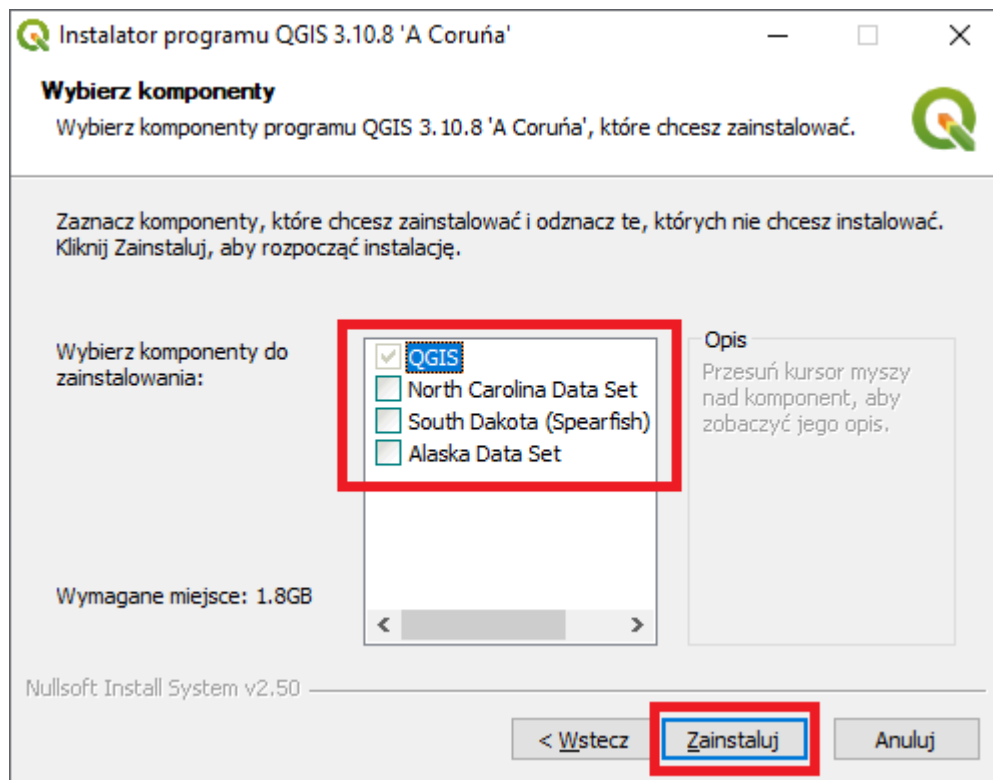 Instalator programu QGIS 3.10.8 'A Coruńa'
Wybierz komponenty
Wybierz komponenty programu QGIS 3.10.8 'A Coruńa', które chcesz zainstalować.
Zaznacz komponenty, które chcesz zainstalować i odznacz te, których nie chcesz instalować.
Kliknij Zainstaluj, aby rozpocząć instalację.
Wybierz komponenty do
zainstalowania:
QGIS
North Carolina Data Set
South Dakota (Spearfish)
Alaska Data Set
Opis
Przesuń kursor myszy
nad komponent, aby
zobaczyć jego opis.
Wymagane miejsce: 1.8GB
Nullsoft Install System v2.50
< Wstecz
Zainstaluj
Anuluj